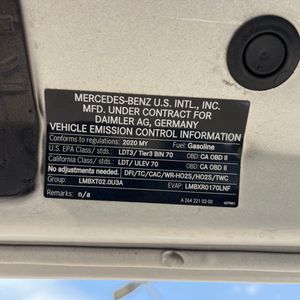 MERCEDES-BENZ U.S. INTL., INC.
MFD. UNDER CONTRACT FOR
DAIMLER AG, GERMANY
VEHICLE EMISSION CONTROL INFORMATION
Conforms to regulations: 2020 MY Fuel: Gasoline
U.S. EPA Class/ stds: LDT3/ Tier3 BIN 70 OBD: CA OBD II
California Class/ stds: LDT/ ULEV 70 OBD: CA OBD II
No adjustments needed. DFI/TC/CAC/WR-HO2S/HO2S/TWC
Group: LMBXT02.0U3A EVAP: LMBXR0170LNF
Remarks: n/a
A 264 221 03 00